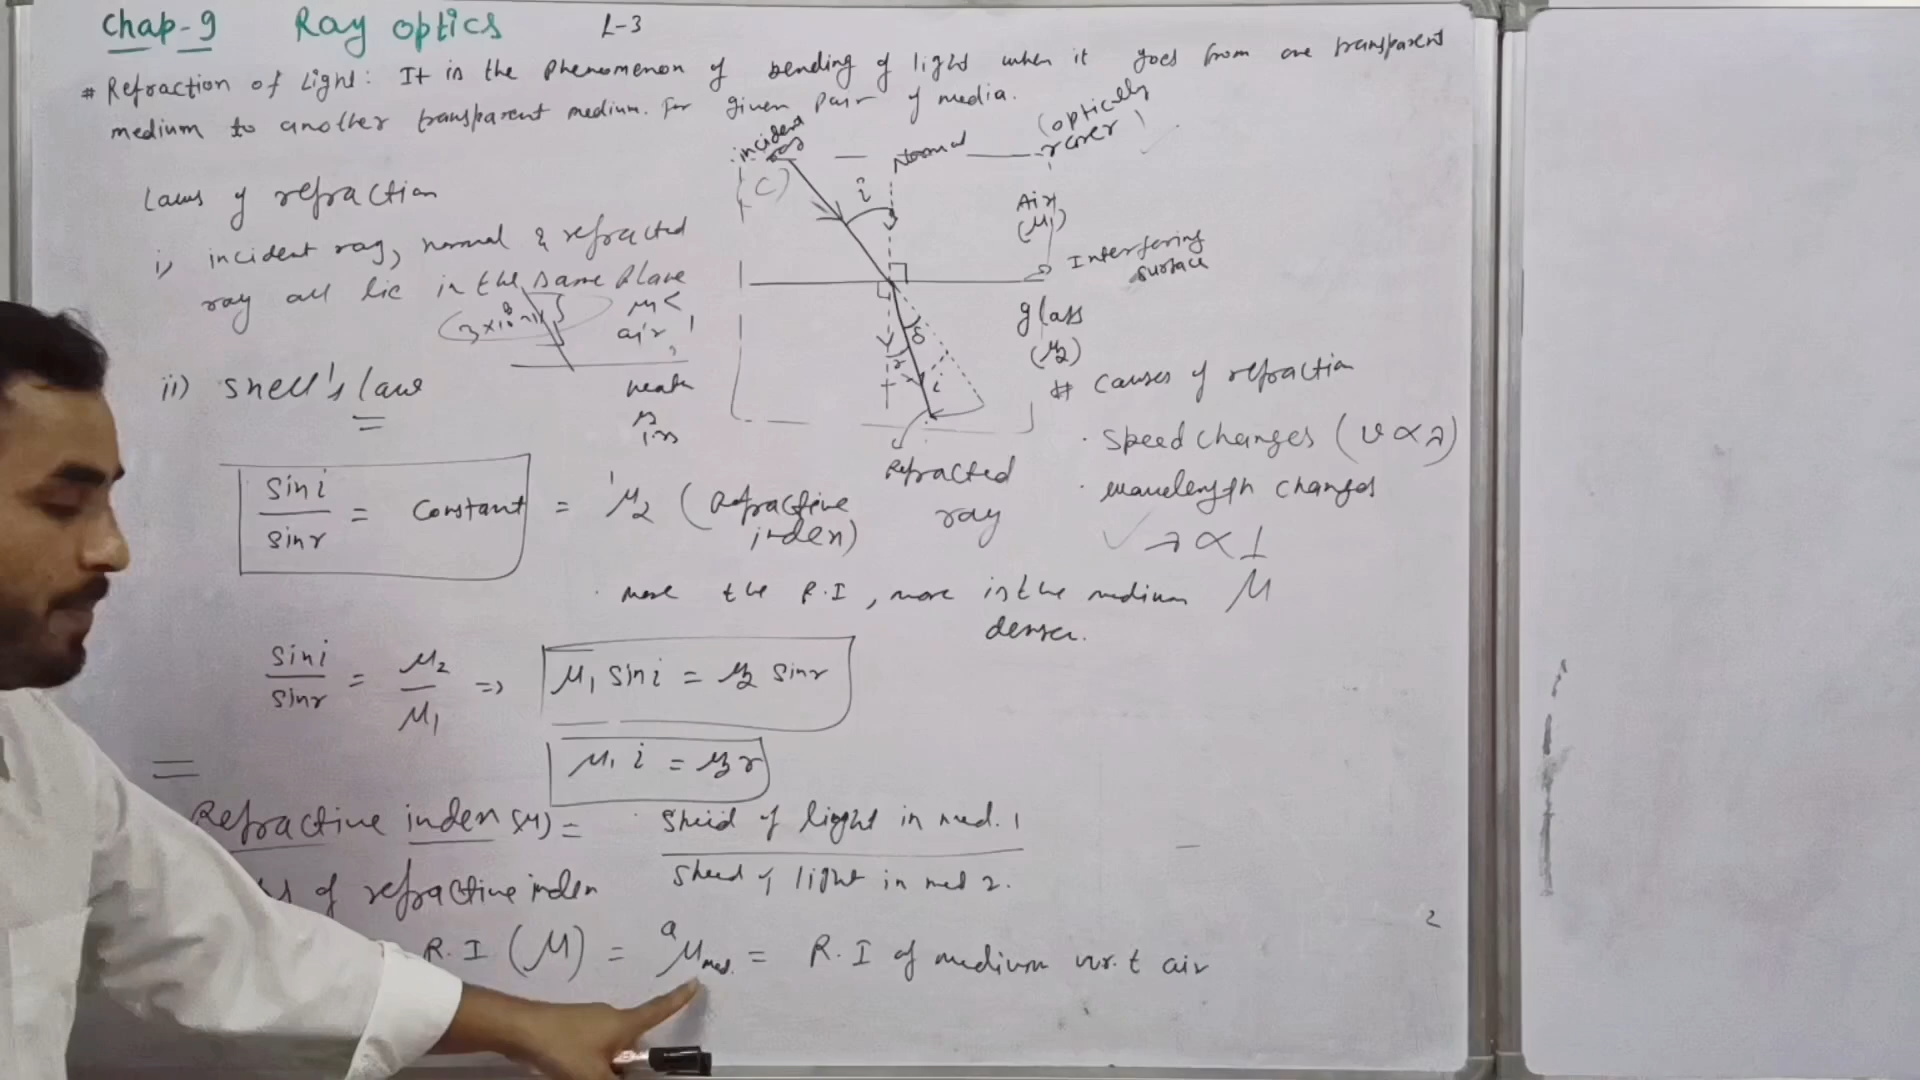 Chap-9 Ray optics L-3
# Refraction of Light: It is the Phenomenon of bending of light when it goes from one transparent
medium to another transparent medium. For given Pair of media.
Laws of refraction
i, incident ray, normal & refracted
ray all lie in the same plane
ii) Snell's law
incident
ray
(C)
i
Normal
(optically
rarer)
Air
(μ1)
Interfering
surface
glass
(μ2)
δ
r
i
Refracted
ray
air
# Causes of refraction
· Speed changes (v ∝ λ)
· wavelength changes
λ ∝ 1
μ
sin i
sin r
= Constant = ¹μ2 (Refractive
index)
· more the R.I, more is the medium
denser.
sin i
sin r
= μ2
μ1
=> μ1 sin i = μ2 sin r
μ1 i = μ2 r
Refractive index (μ) = Speed of light in med. 1
Speed of light in med 2.
of refractive index
R.I (μ) = ᵃμmed. = R.I of medium w.r.t air
2